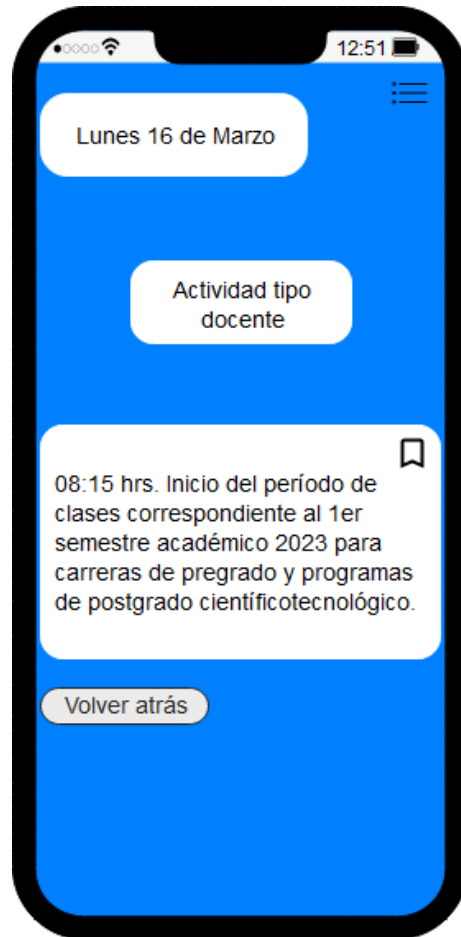 12:51
Lunes 16 de Marzo
Actividad tipo
docente
08:15 hrs. Inicio del período de
clases correspondiente al 1er
semestre académico 2023 para
carreras de pregrado y programas
de postgrado científicotecnológico.
Volver atrás